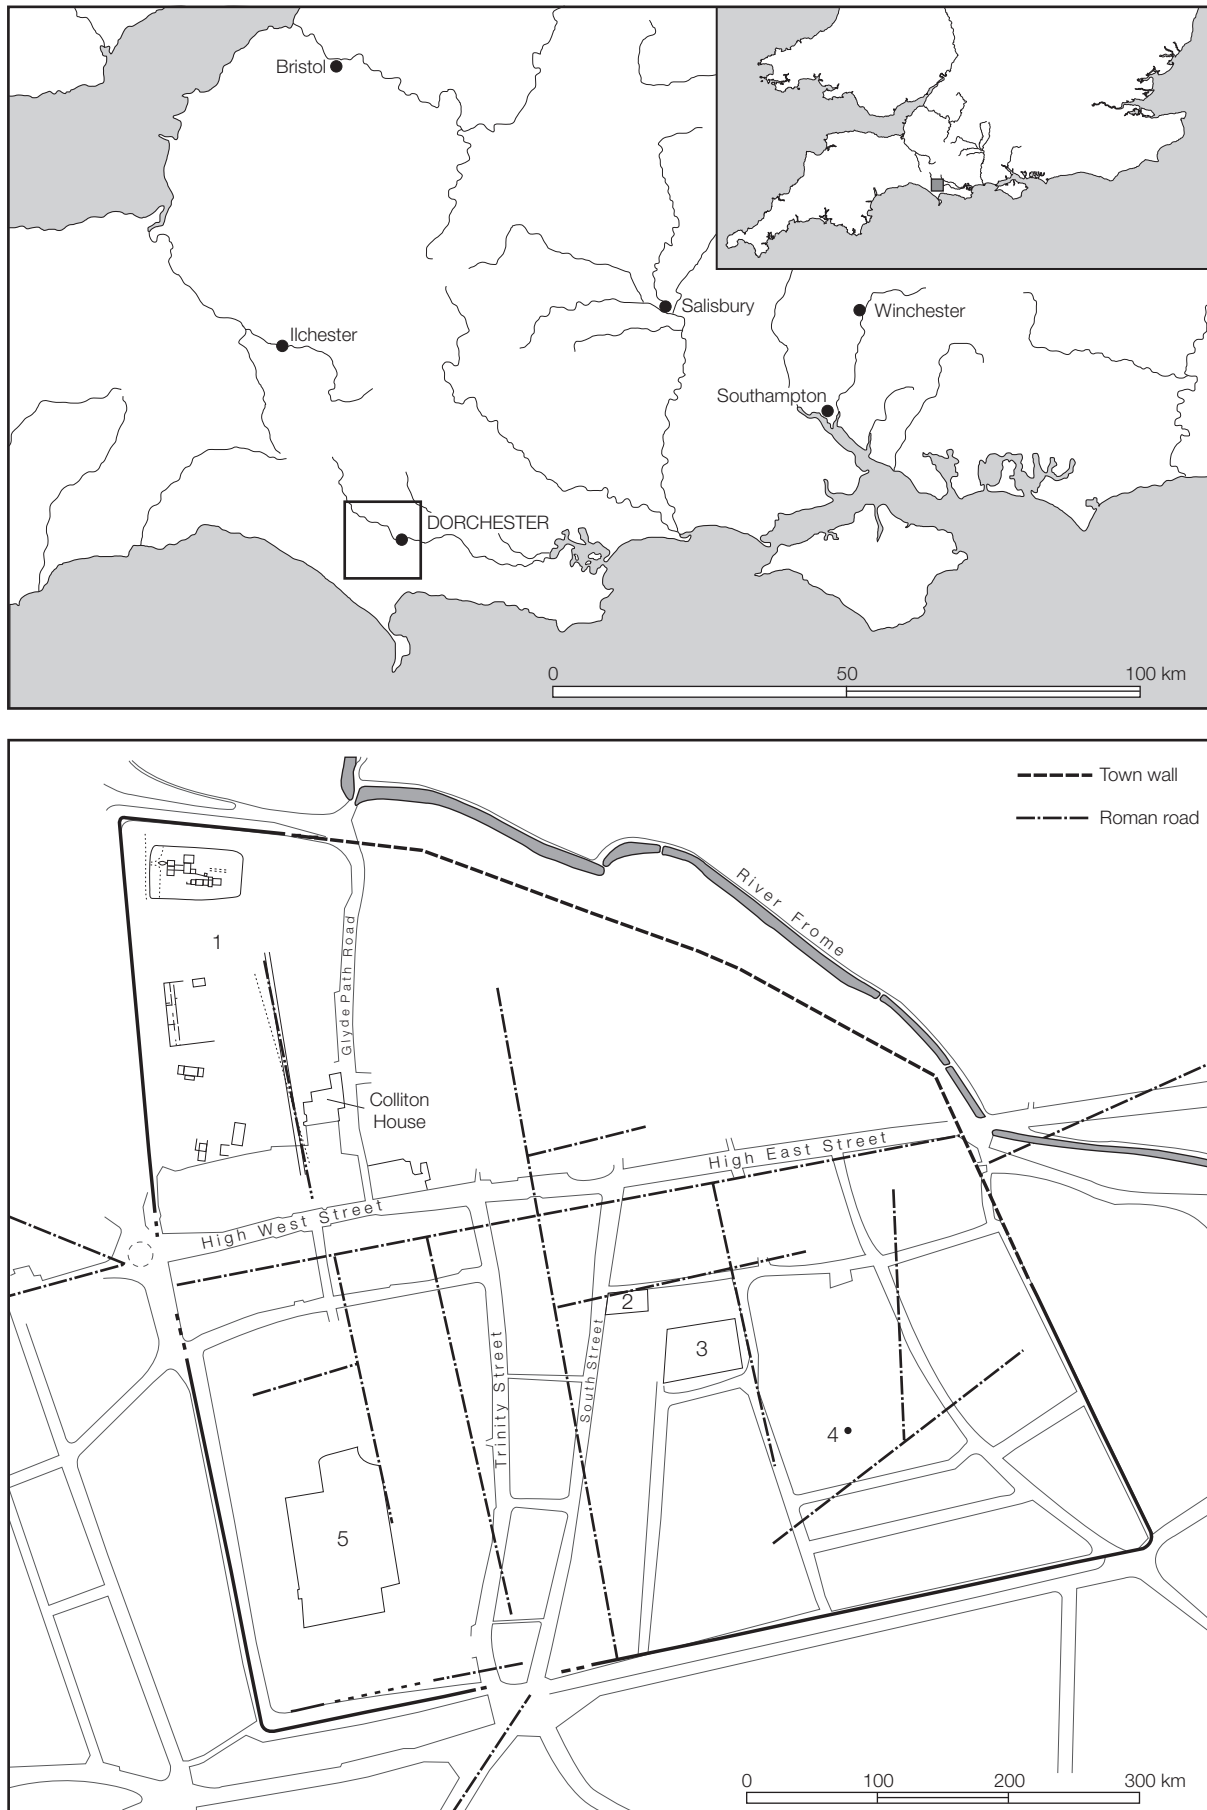 Bristol
Salisbury
Winchester
Ilchester
Southampton
DORCHESTER
0 50 100 km
Town wall
Roman road
River Frome
1
Glyde Path Road
Colliton
House
High East Street
High West Street
2
3
South Street
Trinity Street
4
5
0 100 200 300 km